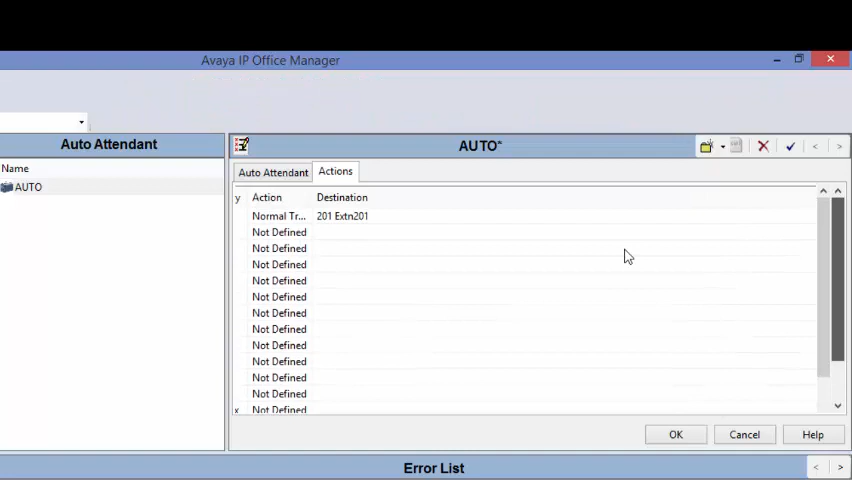 Avaya IP Office Manager
Auto Attendant
AUTO*
Name
AUTO
Auto Attendant Actions
y Action Destination
Normal Tr... 201 Extn201
Not Defined
Not Defined
Not Defined
Not Defined
Not Defined
Not Defined
Not Defined
Not Defined
Not Defined
Not Defined
Not Defined
x Not Defined
OK Cancel Help
Error List